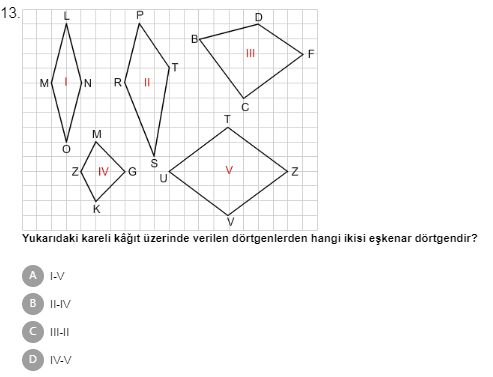 13.
L P D
B
T F
M I N R II III
C
O
M T
S
Z IV G U V Z
K
V
Yukarıdaki kareli kâğıt üzerinde verilen dörtgenlerden hangi ikisi eşkenar dörtgendir?
A I-V
B II-IV
C III-II
D IV-V